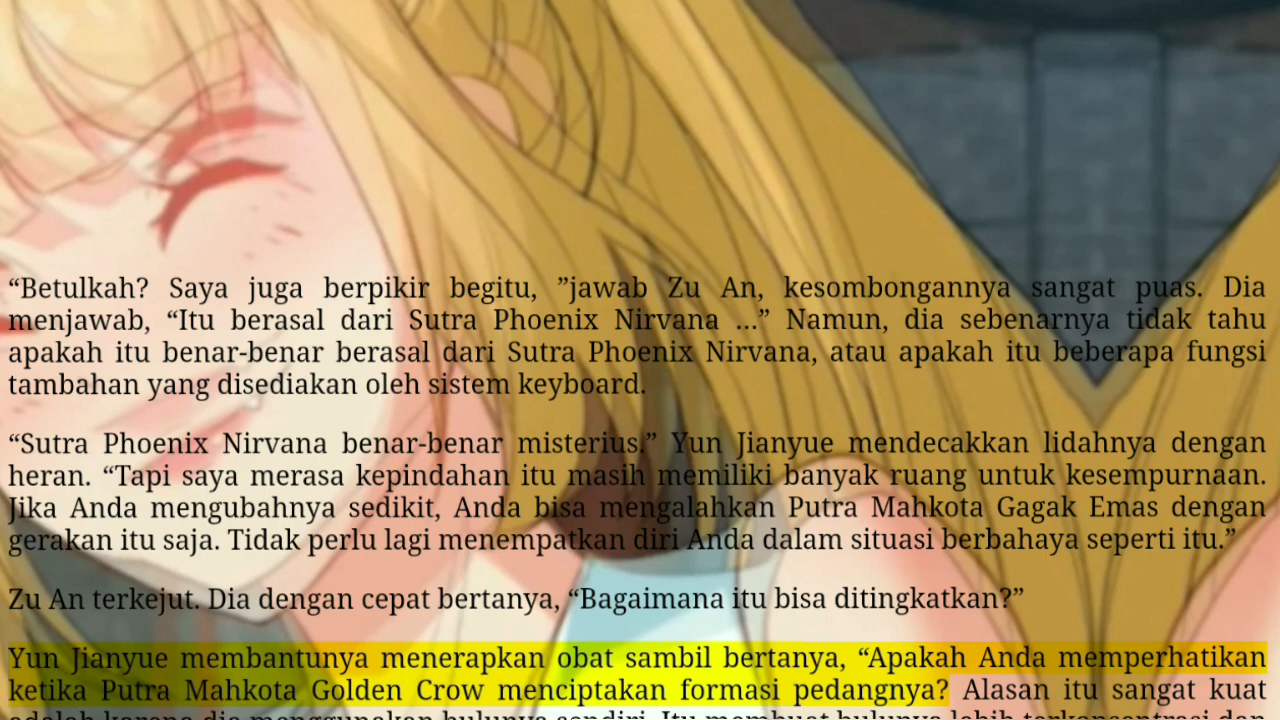 “Betulkah? Saya juga berpikir begitu, ”jawab Zu An, kesombongannya sangat puas. Dia
menjawab, “Itu berasal dari Sutra Phoenix Nirvana ...” Namun, dia sebenarnya tidak tahu
apakah itu benar-benar berasal dari Sutra Phoenix Nirvana, atau apakah itu beberapa fungsi
tambahan yang disediakan oleh sistem keyboard.
“Sutra Phoenix Nirvana benar-benar misterius.” Yun Jianyue mendecakkan lidahnya dengan
heran. “Tapi saya merasa kepindahan itu masih memiliki banyak ruang untuk kesempurnaan.
Jika Anda mengubahnya sedikit, Anda bisa mengalahkan Putra Mahkota Gagak Emas dengan
gerakan itu saja. Tidak perlu lagi menempatkan diri Anda dalam situasi berbahaya seperti itu.”
Zu An terkejut. Dia dengan cepat bertanya, “Bagaimana itu bisa ditingkatkan?”
Yun Jianyue membantunya menerapkan obat sambil bertanya, “Apakah Anda memperhatikan
ketika Putra Mahkota Golden Crow menciptakan formasi pedangnya? Alasan itu sangat kuat